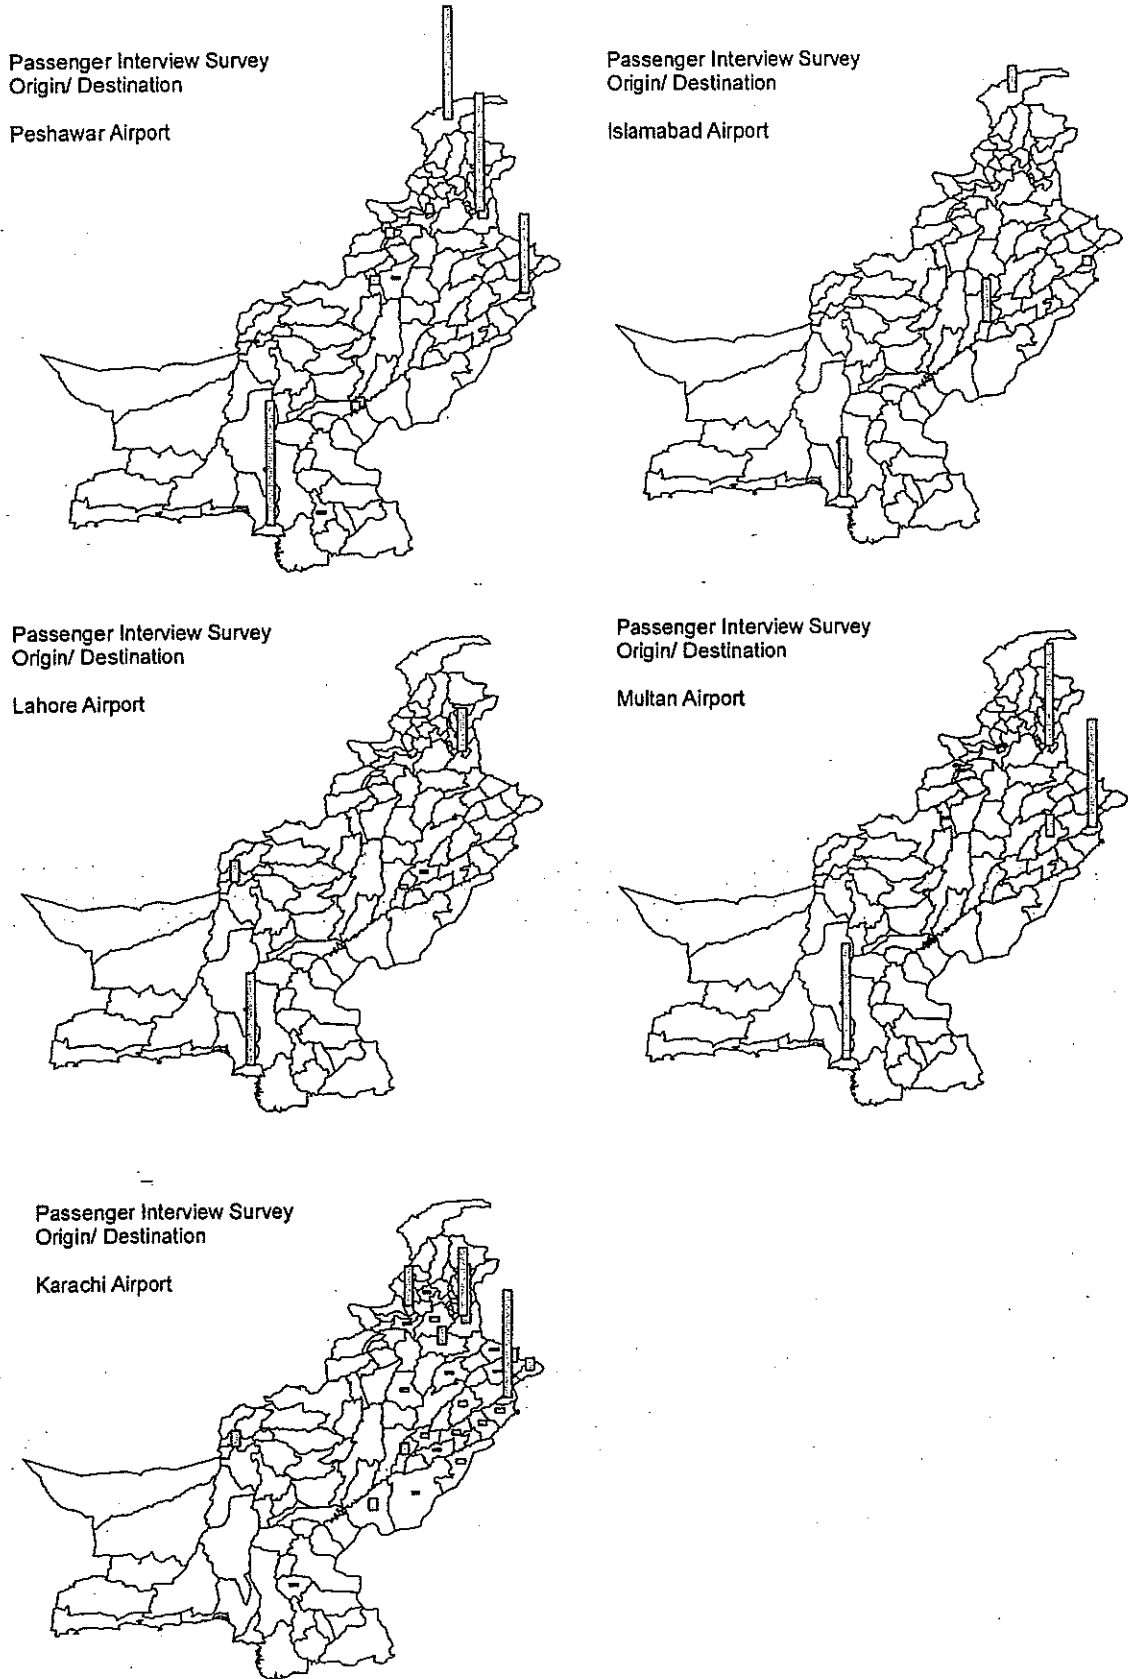 Passenger Interview Survey
Origin/ Destination
Peshawar Airport
Passenger Interview Survey
Origin/ Destination
Islamabad Airport
Passenger Interview Survey
Origin/ Destination
Lahore Airport
Passenger Interview Survey
Origin/ Destination
Multan Airport
Passenger Interview Survey
Origin/ Destination
Karachi Airport